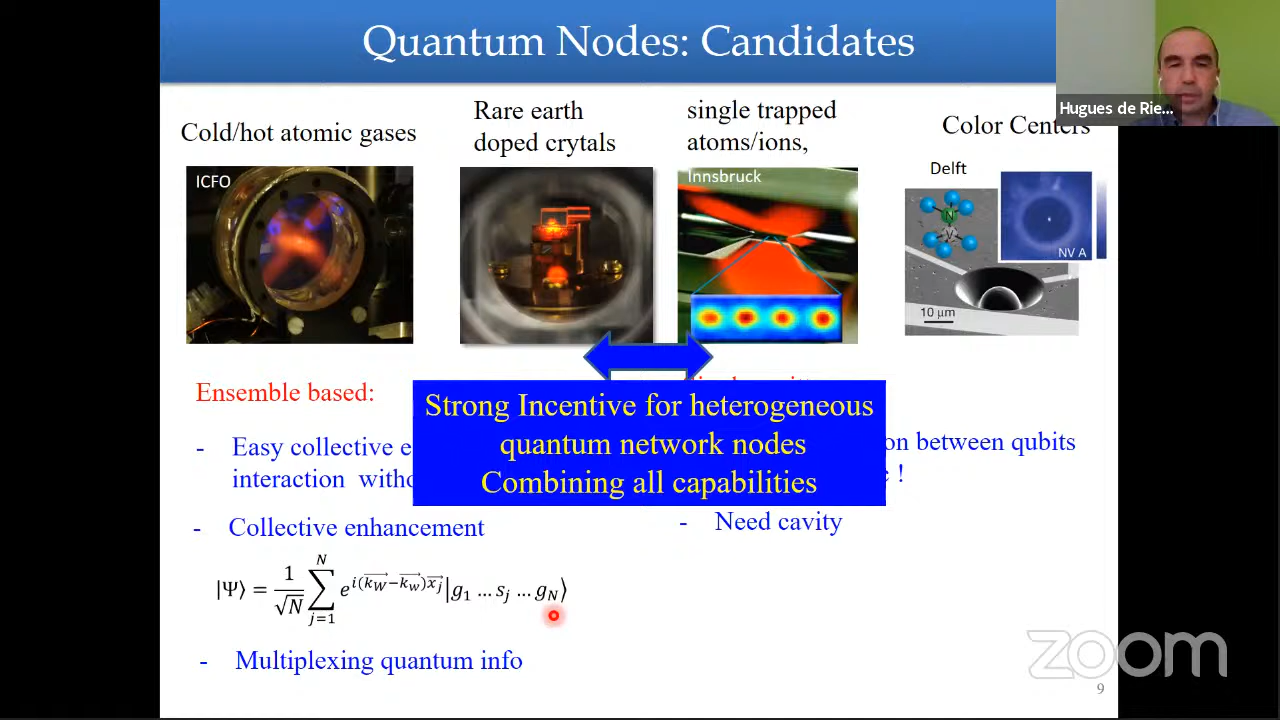 Quantum Nodes: Candidates
Hugues de Rie...
Cold/hot atomic gases
Rare earth
doped crytals
single trapped
atoms/ions,
Color Centers
ICFO
Innsbruck
Delft
N
V
NV A
10 μm
Ensemble based:
Strong Incentive for heterogeneous
quantum network nodes
Combining all capabilities
- Easy collective e
interaction witho
on between qubits
!
- Collective enhancement
- Need cavity
|Ψ⟩ = 1/√N ∑_{j=1}^{N} e^{i(\vec{k_W}−\vec{k_w})\vec{x_j}} |g_1 … s_j … g_N⟩
- Multiplexing quantum info
zoom
9